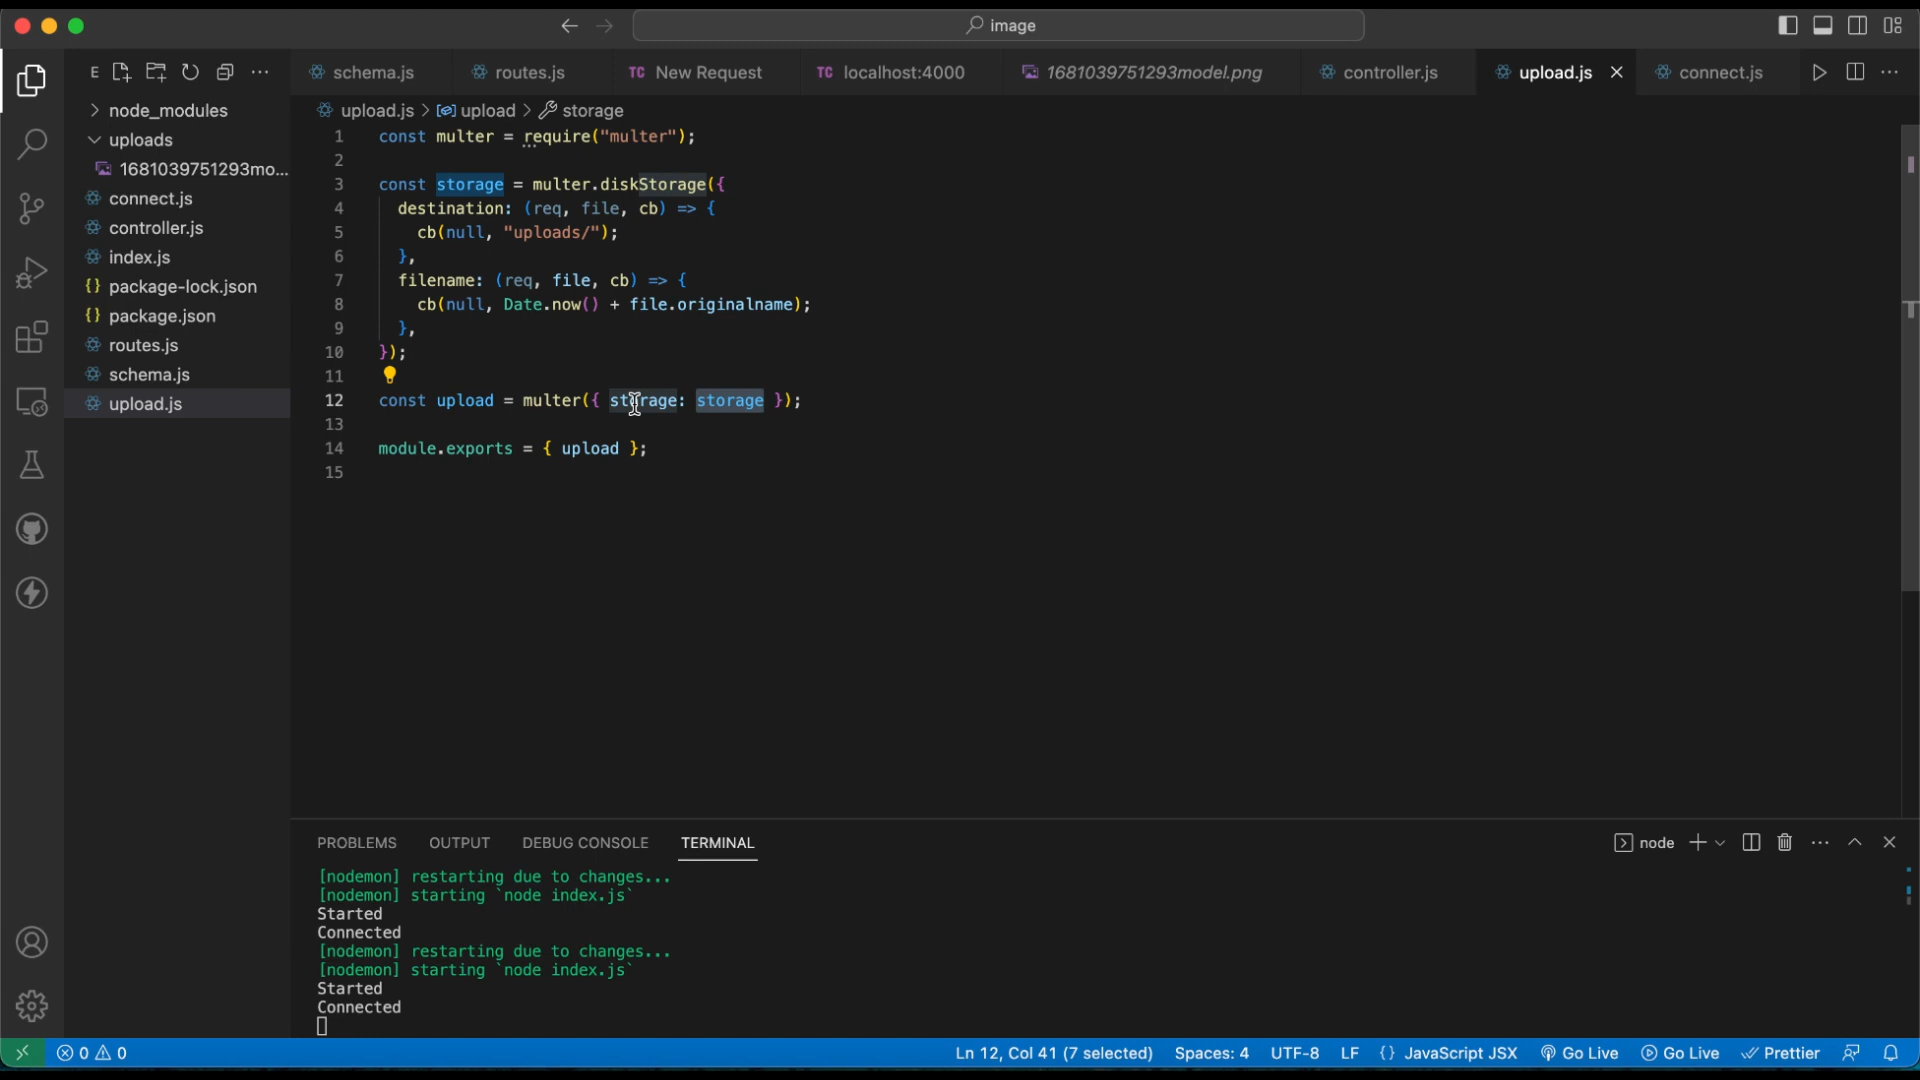 image
E
schema.js
routes.js
TC New Request
TC localhost:4000
1681039751293model.png
controller.js
upload.js
connect.js
node_modules
uploads
1681039751293mo...
connect.js
controller.js
index.js
{} package-lock.json
{} package.json
routes.js
schema.js
upload.js
upload.js > upload > storage
1 const multer = require("multer");
2
3 const storage = multer.diskStorage({
4 destination: (req, file, cb) => {
5 cb(null, "uploads/");
6 },
7 filename: (req, file, cb) => {
8 cb(null, Date.now() + file.originalname);
9 },
10 });
11
12 const upload = multer({ storage: storage });
13
14 module.exports = { upload };
15
PROBLEMS OUTPUT DEBUG CONSOLE TERMINAL
node
[nodemon] restarting due to changes...
[nodemon] starting `node index.js`
Started
Connected
[nodemon] restarting due to changes...
[nodemon] starting `node index.js`
Started
Connected
0 0 Ln 12, Col 41 (7 selected) Spaces: 4 UTF-8 LF {} JavaScript JSX Go Live Go Live Prettier